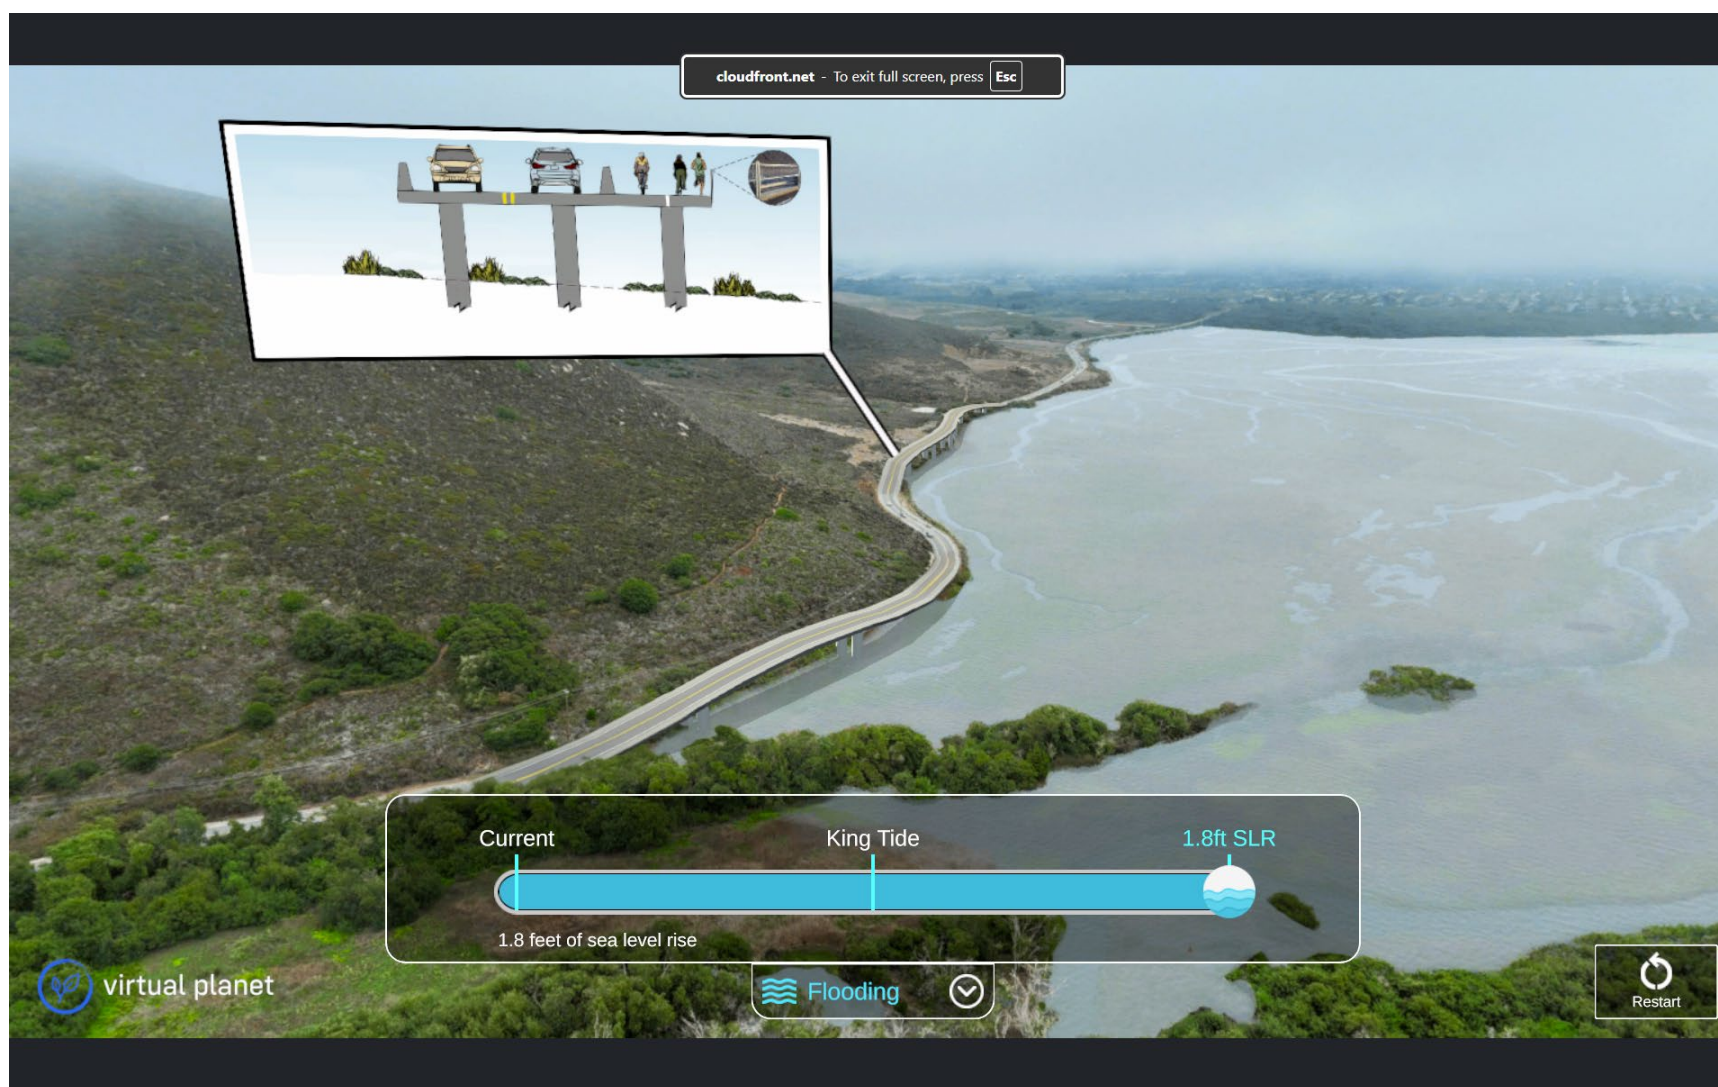 cloudfront.net - To exit full screen, press Esc
Current King Tide 1.8ft SLR
1.8 feet of sea level rise
virtual planet
Flooding
Restart